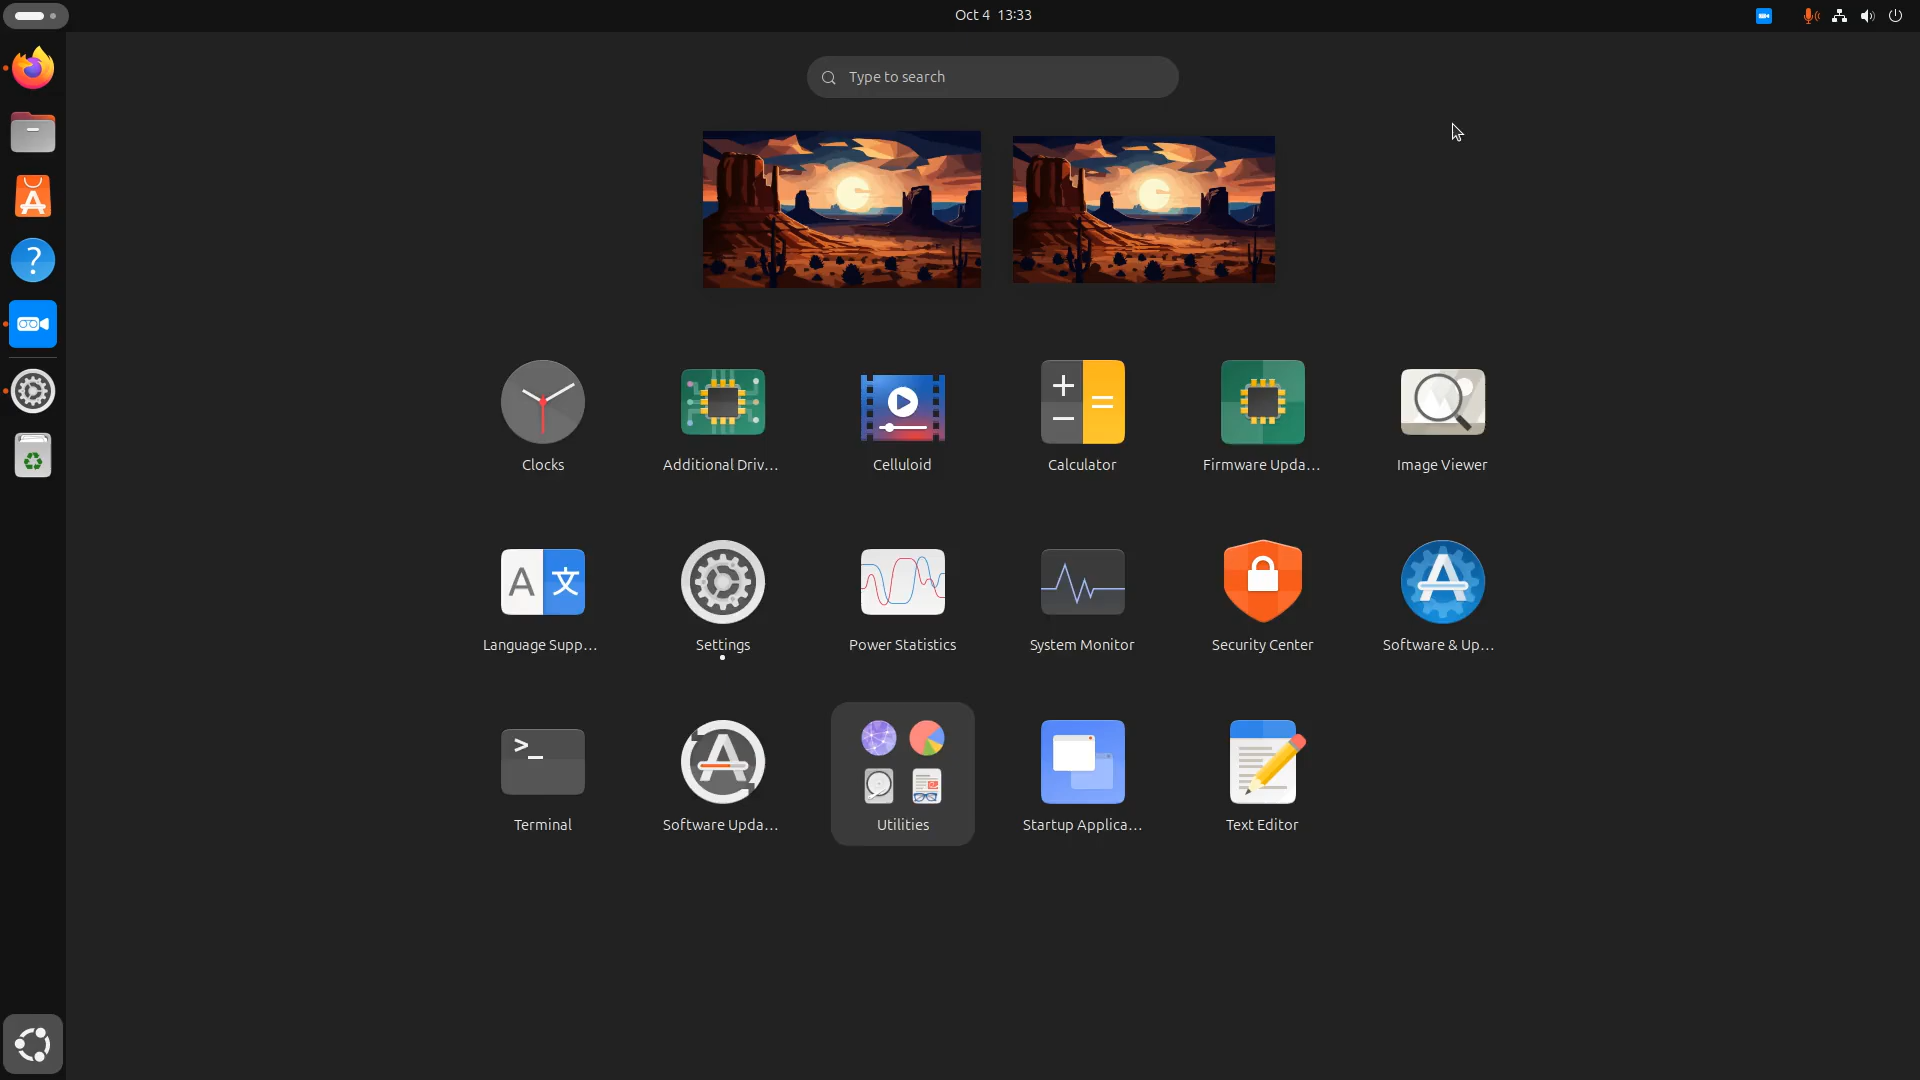 Oct 4 13:33
Type to search
Clocks
Additional Driv...
Celluloid
Calculator
Firmware Upda...
Image Viewer
Language Supp...
Settings
Power Statistics
System Monitor
Security Center
Software & Up...
Terminal
Software Upda...
Utilities
Startup Applica...
Text Editor